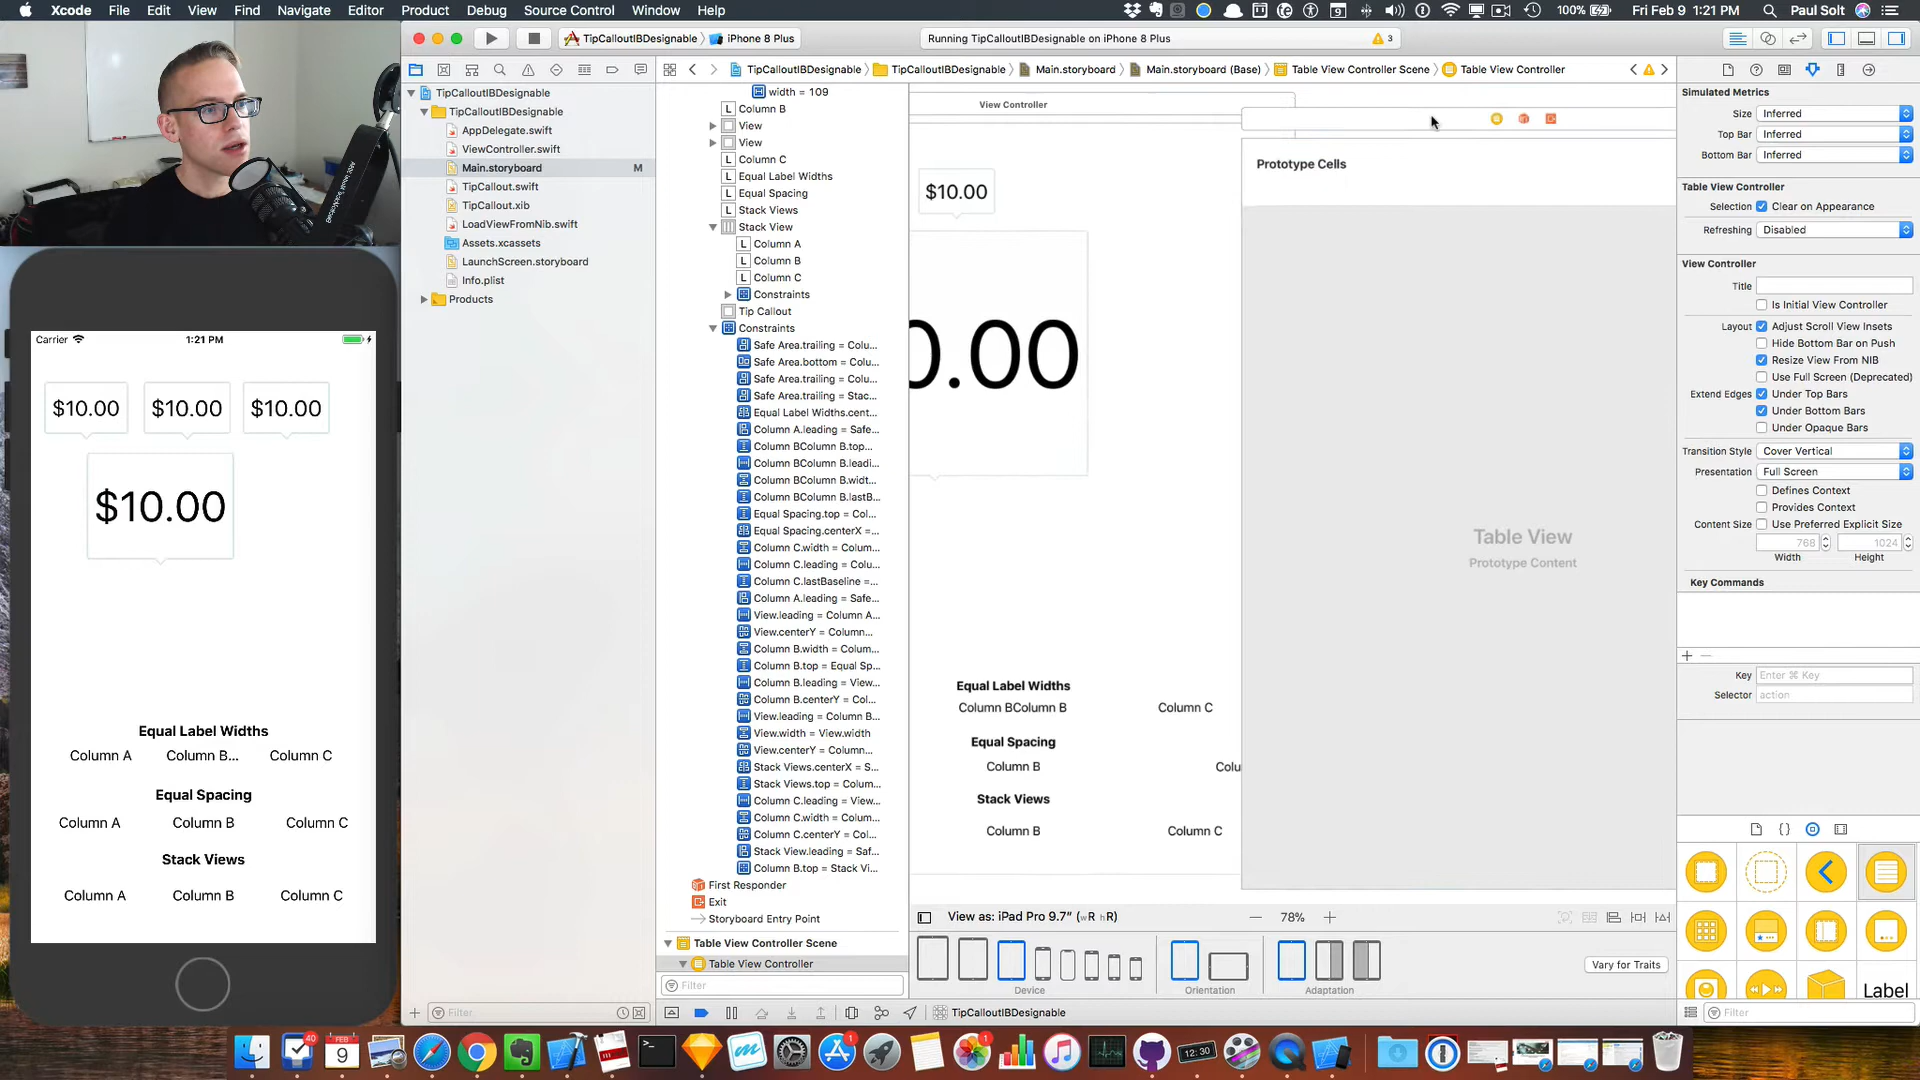 Xcode File Edit View Find Navigate Editor Product Debug Source Control Window Help
100% Fri Feb 9 1:21 PM Paul Solt
TipCalloutIBDesignable iPhone 8 Plus
Running TipCalloutIBDesignable on iPhone 8 Plus
3
TipCalloutIBDesignable TipCalloutIBDesignable Main.storyboard Main.storyboard (Base) Table View Controller Scene Table View Controller
TipCalloutIBDesignable
TipCalloutIBDesignable
AppDelegate.swift
ViewController.swift
Main.storyboard M
TipCallout.swift
TipCallout.xib
LoadViewFromNib.swift
Assets.xcassets
LaunchScreen.storyboard
Info.plist
Products
Filter
Carrier 1:21 PM
$10.00 $10.00 $10.00
$10.00
Equal Label Widths
Column A Column B... Column C
Equal Spacing
Column A Column B Column C
Stack Views
Column A Column B Column C
width = 109
Column B
View
View
Column C
Equal Label Widths
Equal Spacing
Stack Views
Stack View
Column A
Column B
Column C
Constraints
Tip Callout
Constraints
Safe Area.trailing = Colu...
Safe Area.bottom = Colu...
Safe Area.trailing = Colu...
Safe Area.trailing = Stac...
Equal Label Widths.cent...
Column A.leading = Safe...
Column BColumn B.top...
Column BColumn B.leadi...
Column BColumn B.widt...
Column BColumn B.lastB...
Equal Spacing.top = Col...
Equal Spacing.centerX =...
Column C.width = Colum...
Column C.leading = Colu...
Column C.lastBaseline =...
Column A.leading = Safe...
View.leading = Column A...
View.centerY = Column...
Column B.width = Colum...
Column B.top = Equal Sp...
Column B.leading = View...
Column B.centerY = Col...
View.leading = Column B...
View.width = View.width
View.centerY = Column...
Stack Views.centerX = S...
Stack Views.top = Colum...
Column C.leading = View...
Column C.width = Colum...
Column C.centerY = Col...
Stack View.leading = Saf...
Column B.top = Stack Vi...
First Responder
Exit
Storyboard Entry Point
Table View Controller Scene
Table View Controller
Filter
View Controller
$10.00
0.00
Equal Label Widths
Column BColumn B Column C
Equal Spacing
Column B Colu
Stack Views
Column B Column C
Prototype Cells
Table View
Prototype Content
View as: iPad Pro 9.7" (wR hR)
78%
Device Orientation Adaptation
Vary for Traits
TipCalloutIBDesignable
Simulated Metrics
Size Inferred
Top Bar Inferred
Bottom Bar Inferred
Table View Controller
Selection Clear on Appearance
Refreshing Disabled
View Controller
Title
Is Initial View Controller
Layout Adjust Scroll View Insets
Hide Bottom Bar on Push
Resize View From NIB
Use Full Screen (Deprecated)
Extend Edges Under Top Bars
Under Bottom Bars
Under Opaque Bars
Transition Style Cover Vertical
Presentation Full Screen
Defines Context
Provides Context
Content Size Use Preferred Explicit Size
768 1024
Width Height
Key Commands
Key Enter ⌘ Key
Selector action
Label
Filter
40
FEB
9
1
1
12:30